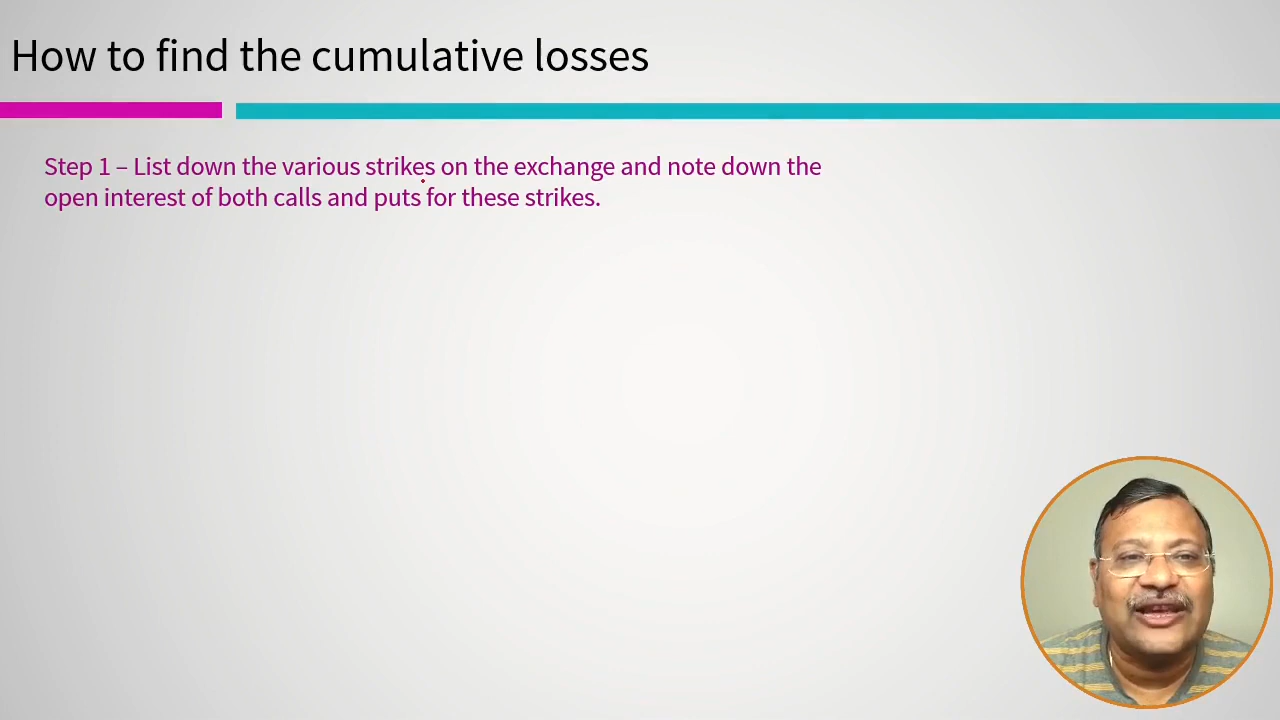 How to find the cumulative losses
Step 1 – List down the various strikes on the exchange and note down the
open interest of both calls and puts for these strikes.